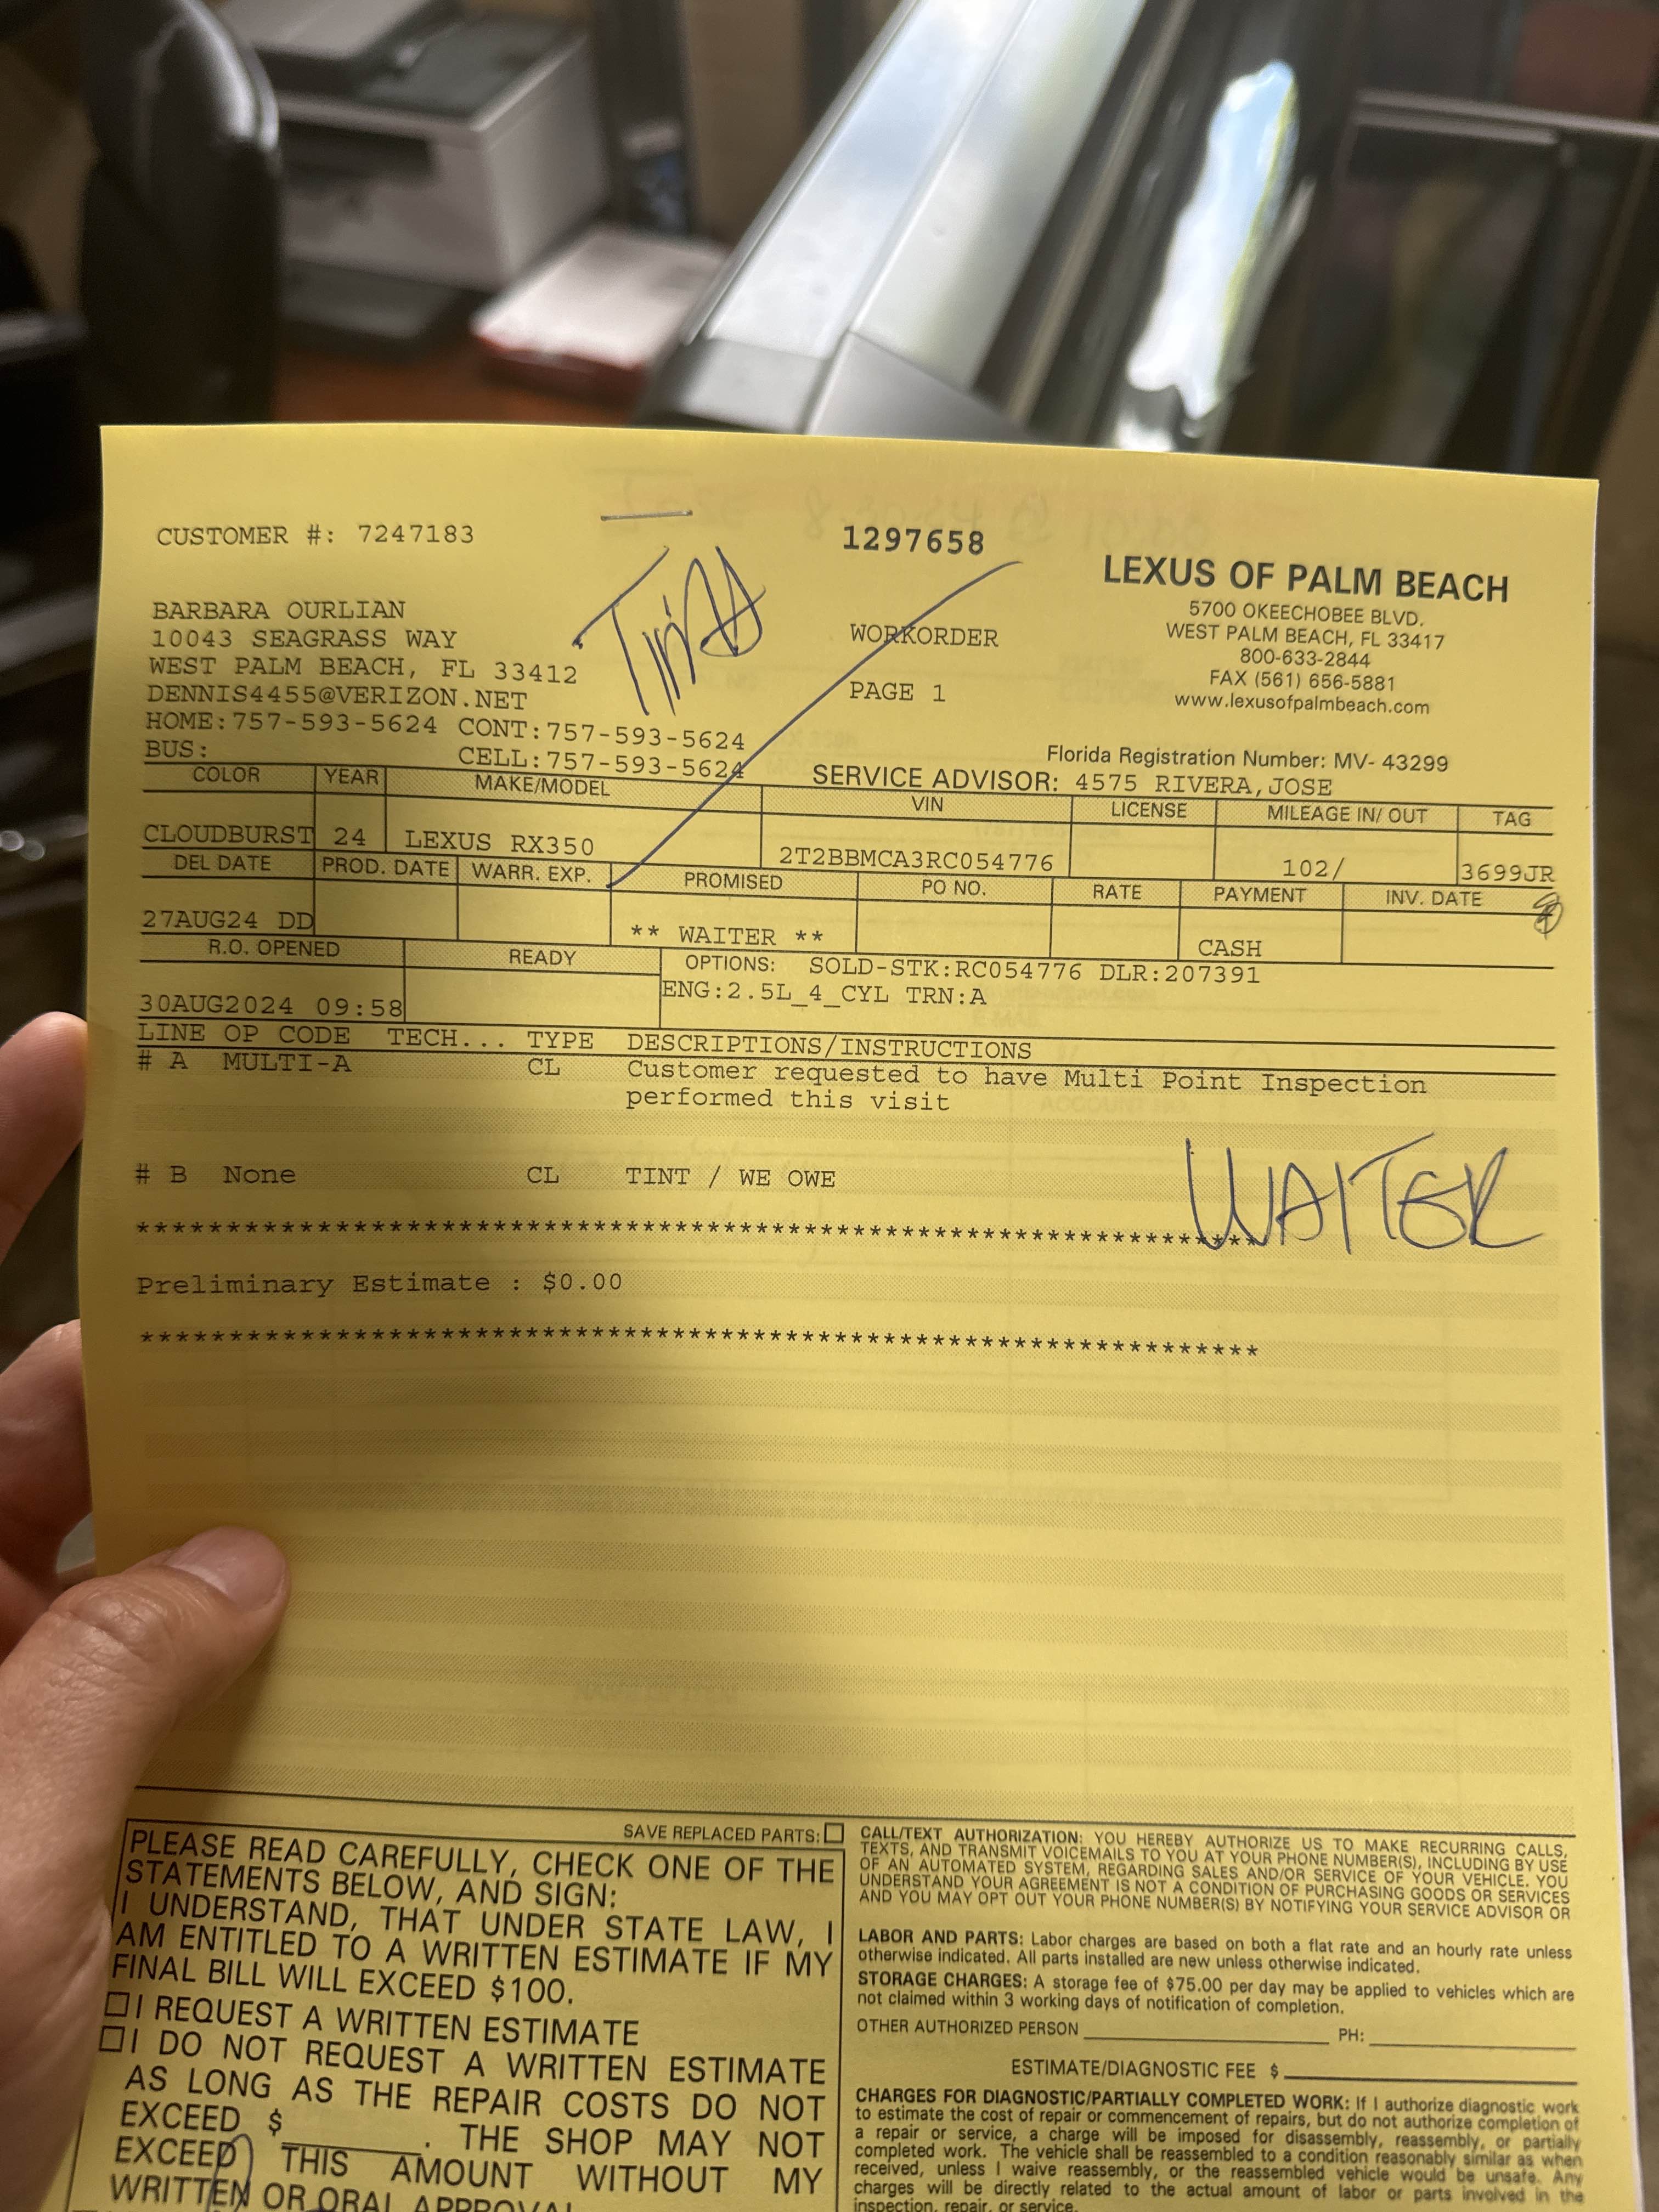 CUSTOMER #: 7247183
1297658
Tint
LEXUS OF PALM BEACH
5700 OKEECHOBEE BLVD.
WEST PALM BEACH, FL 33417
800-633-2844
FAX (561) 656-5881
www.lexusofpalmbeach.com
BARBARA OURLIAN
10043 SEAGRASS WAY
WEST PALM BEACH, FL 33412
DENNIS4455@VERIZON.NET
HOME:757-593-5624 CONT:757-593-5624
BUS: CELL:757-593-5624
WORKORDER
PAGE 1
Florida Registration Number: MV- 43299
SERVICE ADVISOR: 4575 RIVERA,JOSE
COLOR YEAR MAKE/MODEL VIN LICENSE MILEAGE IN/ OUT TAG
CLOUDBURST 24 LEXUS RX350 2T2BBMCA3RC054776 102/ 3699JR
DEL DATE PROD. DATE WARR. EXP. PROMISED PO NO. RATE PAYMENT INV. DATE
27AUG24 DD ** WAITER ** CASH
R.O. OPENED READY OPTIONS: SOLD-STK:RC054776 DLR:207391
ENG:2.5L_4_CYL TRN:A
30AUG2024 09:58
LINE OP CODE TECH... TYPE DESCRIPTIONS/INSTRUCTIONS
# A MULTI-A CL Customer requested to have Multi Point Inspection
performed this visit
# B None CL TINT / WE OWE
WAITER
****************************************************************************
Preliminary Estimate : $0.00
****************************************************************************
SAVE REPLACED PARTS:
PLEASE READ CAREFULLY, CHECK ONE OF THE
STATEMENTS BELOW, AND SIGN:
I UNDERSTAND, THAT UNDER STATE LAW, I
AM ENTITLED TO A WRITTEN ESTIMATE IF MY
FINAL BILL WILL EXCEED $100.
I REQUEST A WRITTEN ESTIMATE
I DO NOT REQUEST A WRITTEN ESTIMATE
AS LONG AS THE REPAIR COSTS DO NOT
EXCEED $________. THE SHOP MAY NOT
EXCEED THIS AMOUNT WITHOUT MY
WRITTEN OR ORAL APPROVAL
CALL/TEXT AUTHORIZATION: YOU HEREBY AUTHORIZE US TO MAKE RECURRING CALLS,
TEXTS, AND TRANSMIT VOICEMAILS TO YOU AT YOUR PHONE NUMBER(S), INCLUDING BY USE
OF AN AUTOMATED SYSTEM, REGARDING SALES AND/OR SERVICE OF YOUR VEHICLE. YOU
UNDERSTAND YOUR AGREEMENT IS NOT A CONDITION OF PURCHASING GOODS OR SERVICES
AND YOU MAY OPT OUT YOUR PHONE NUMBER(S) BY NOTIFYING YOUR SERVICE ADVISOR OR
LABOR AND PARTS: Labor charges are based on both a flat rate and an hourly rate unless
otherwise indicated. All parts installed are new unless otherwise indicated.
STORAGE CHARGES: A storage fee of $75.00 per day may be applied to vehicles which are
not claimed within 3 working days of notification of completion.
OTHER AUTHORIZED PERSON ____________________ PH: ____________________
ESTIMATE/DIAGNOSTIC FEE $____________________
CHARGES FOR DIAGNOSTIC/PARTIALLY COMPLETED WORK: If I authorize diagnostic work
to estimate the cost of repair or commencement of repairs, but do not authorize completion of
a repair or service, a charge will be imposed for disassembly, reassembly, or partially
completed work. The vehicle shall be reassembled to a condition reasonably similar as when
received, unless I waive reassembly, or the reassembled vehicle would be unsafe. Any
charges will be directly related to the actual amount of labor or parts involved in the
inspection, repair, or service.